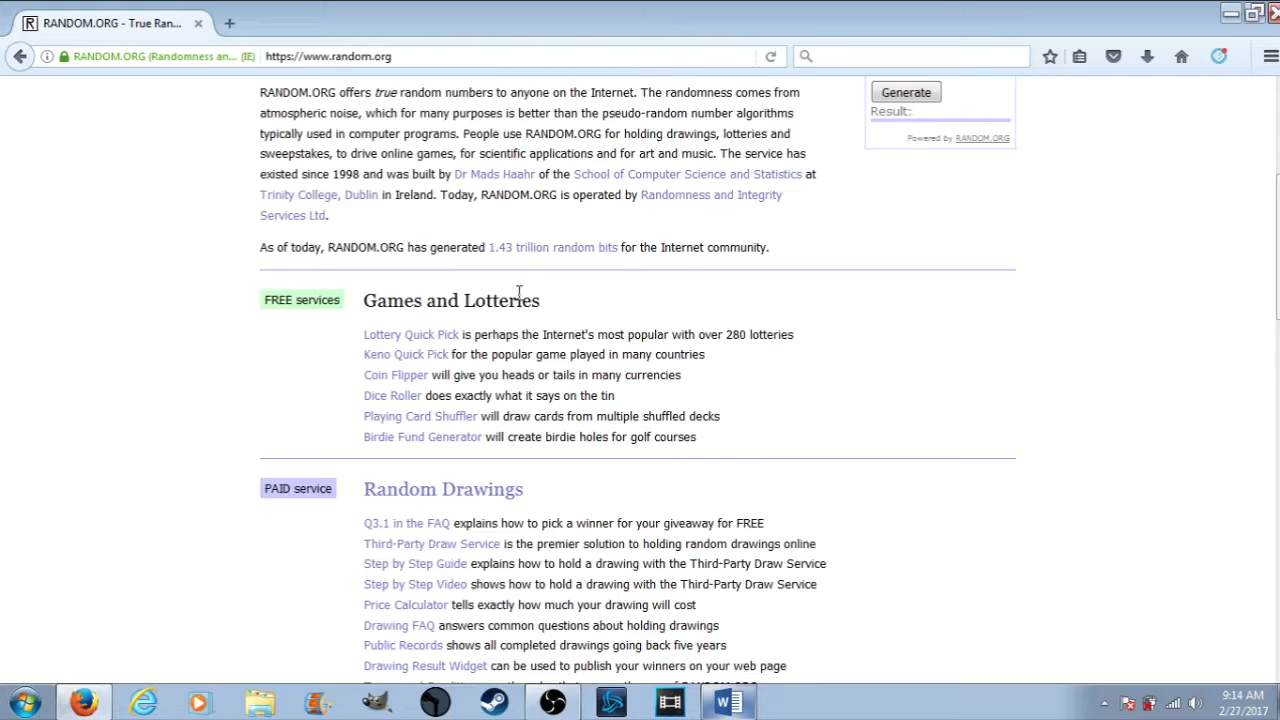 RANDOM.ORG - True Ran...
RANDOM.ORG (Randomness an... (IE)
https://www.random.org
RANDOM.ORG offers true random numbers to anyone on the Internet. The randomness comes from
atmospheric noise, which for many purposes is better than the pseudo-random number algorithms
typically used in computer programs. People use RANDOM.ORG for holding drawings, lotteries and
sweepstakes, to drive online games, for scientific applications and for art and music. The service has
existed since 1998 and was built by Dr Mads Haahr of the School of Computer Science and Statistics at
Trinity College, Dublin in Ireland. Today, RANDOM.ORG is operated by Randomness and Integrity
Services Ltd.
Generate
Result:
Powered by RANDOM.ORG
As of today, RANDOM.ORG has generated 1.43 trillion random bits for the Internet community.
FREE services
Games and Lotteries
Lottery Quick Pick is perhaps the Internet's most popular with over 280 lotteries
Keno Quick Pick for the popular game played in many countries
Coin Flipper will give you heads or tails in many currencies
Dice Roller does exactly what it says on the tin
Playing Card Shuffler will draw cards from multiple shuffled decks
Birdie Fund Generator will create birdie holes for golf courses
PAID service
Random Drawings
Q3.1 in the FAQ explains how to pick a winner for your giveaway for FREE
Third-Party Draw Service is the premier solution to holding random drawings online
Step by Step Guide explains how to hold a drawing with the Third-Party Draw Service
Step by Step Video shows how to hold a drawing with the Third-Party Draw Service
Price Calculator tells exactly how much your drawing will cost
Drawing FAQ answers common questions about holding drawings
Public Records shows all completed drawings going back five years
Drawing Result Widget can be used to publish your winners on your web page
9:14 AM
2/27/2017